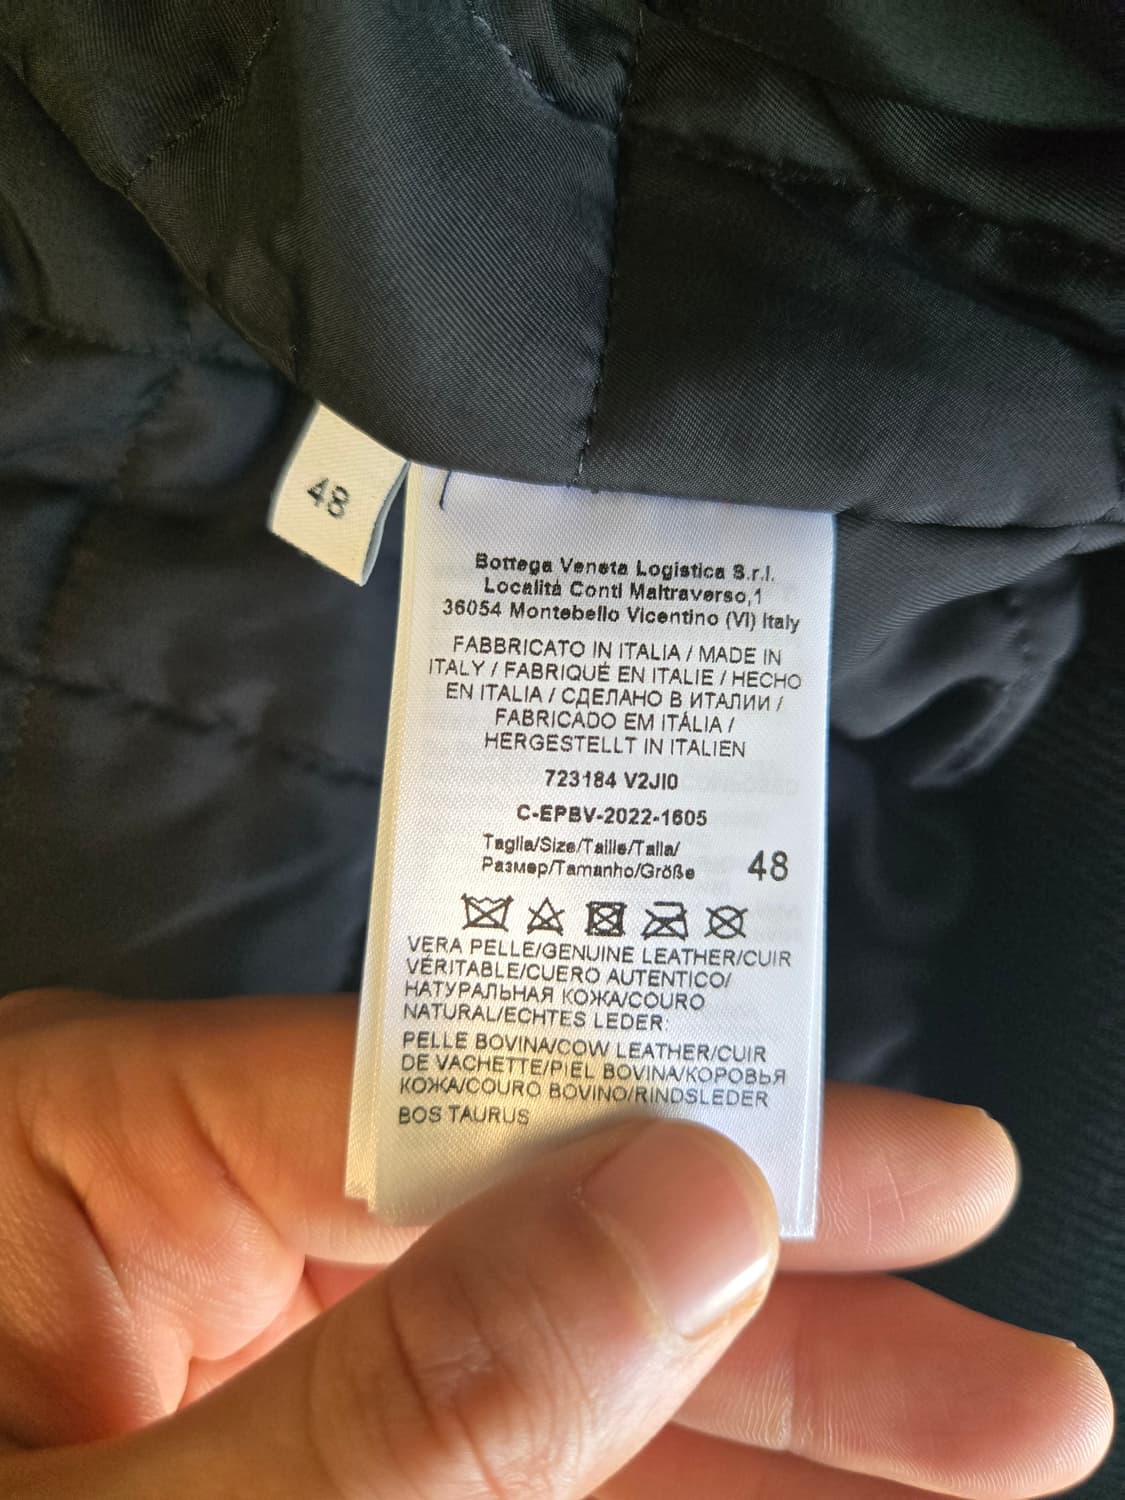 48
Bottega Veneta Logistica S.r.l.
Località Conti Maltraverso,1
36054 Montebello Vicentino (VI) Italy
FABBRICATO IN ITALIA / MADE IN
ITALY / FABRIQUÉ EN ITALIE / HECHO
EN ITALIA / СДЕЛАНО В ИТАЛИИ /
FABRICADO EM ITÁLIA /
HERGESTELLT IN ITALIEN
723184 V2JI0
C-EPBV-2022-1605
Taglia/Size/Taille/Talla/
Размер/Tamanho/Größe 48
VERA PELLE/GENUINE LEATHER/CUIR
VÉRITABLE/CUERO AUTENTICO/
НАТУРАЛЬНАЯ КОЖА/COURO
NATURAL/ECHTES LEDER:
PELLE BOVINA/COW LEATHER/CUIR
DE VACHETTE/PIEL BOVINA/КОРОВЬЯ
КОЖА/COURO BOVINO/RINDSLEDER
BOS TAURUS